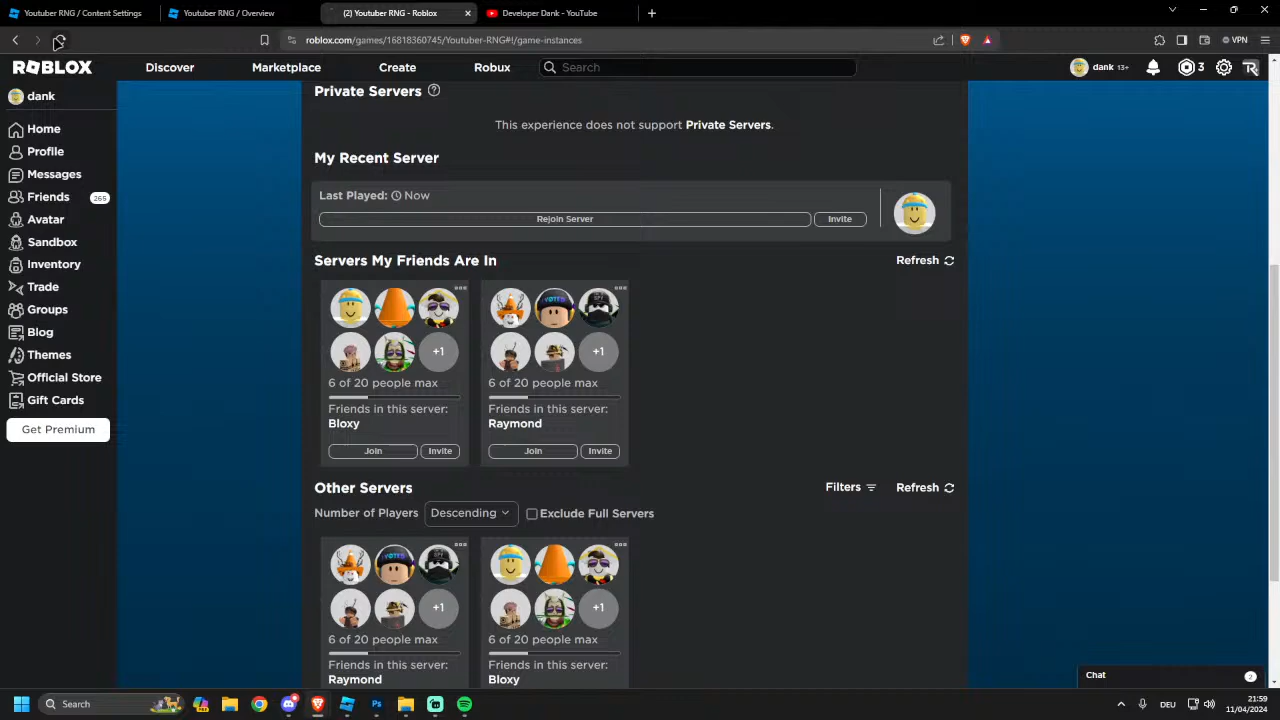 Youtuber RNG / Content Settings
Youtuber RNG / Overview
(2) Youtuber RNG - Roblox
Developer Dank - YouTube
roblox.com/games/16818360745/Youtuber-RNG#!/game-instances
VPN
ROBLOX
Discover
Marketplace
Create
Robux
Search
dank 13+
3
dank
Home
Profile
Messages
Friends 265
Avatar
Sandbox
Inventory
Trade
Groups
Blog
Themes
Official Store
Gift Cards
Get Premium
Private Servers
This experience does not support Private Servers.
My Recent Server
Last Played: Now
Rejoin Server
Invite
Servers My Friends Are In
Refresh
+1
6 of 20 people max
Friends in this server:
Bloxy
Join
Invite
VOTED
+1
6 of 20 people max
Friends in this server:
Raymond
Join
Invite
Other Servers
Filters
Refresh
Number of Players
Descending
Exclude Full Servers
VOTED
+1
6 of 20 people max
Friends in this server:
Raymond
+1
6 of 20 people max
Friends in this server:
Bloxy
Chat
2
Search
DEU
21:59
11/04/2024